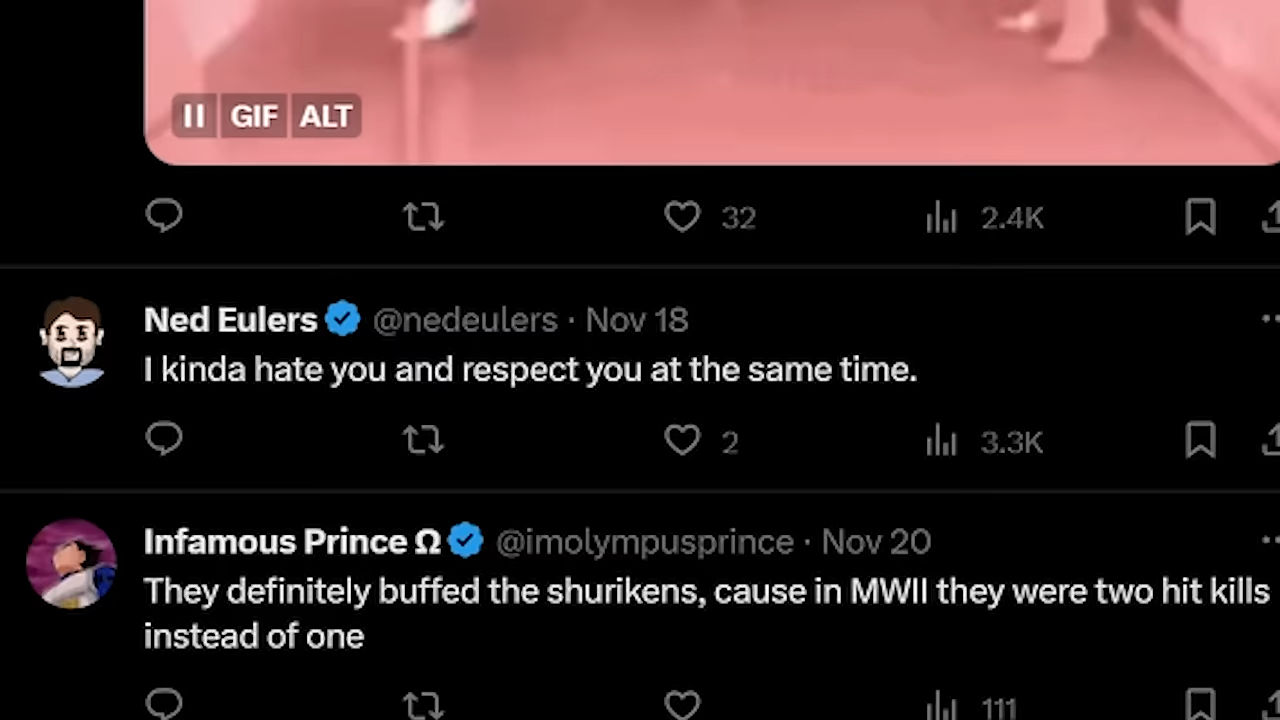 GIF ALT
32 2.4K
Ned Eulers @nedeulers · Nov 18
I kinda hate you and respect you at the same time.
2 3.3K
Infamous Prince Ω @imolympusprince · Nov 20
They definitely buffed the shurikens, cause in MWII they were two hit kills
instead of one
111